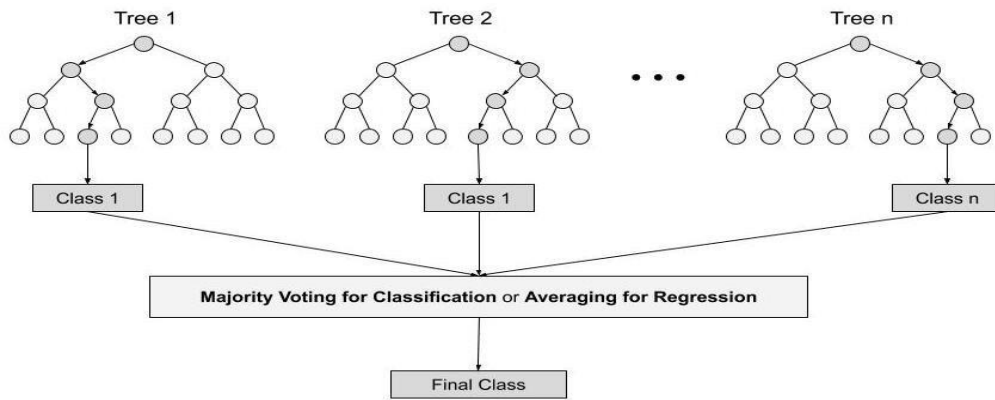 Tree 1
Tree 2
Tree n
Class 1
Class 1
Class n
Majority Voting for Classification or Averaging for Regression
Final Class